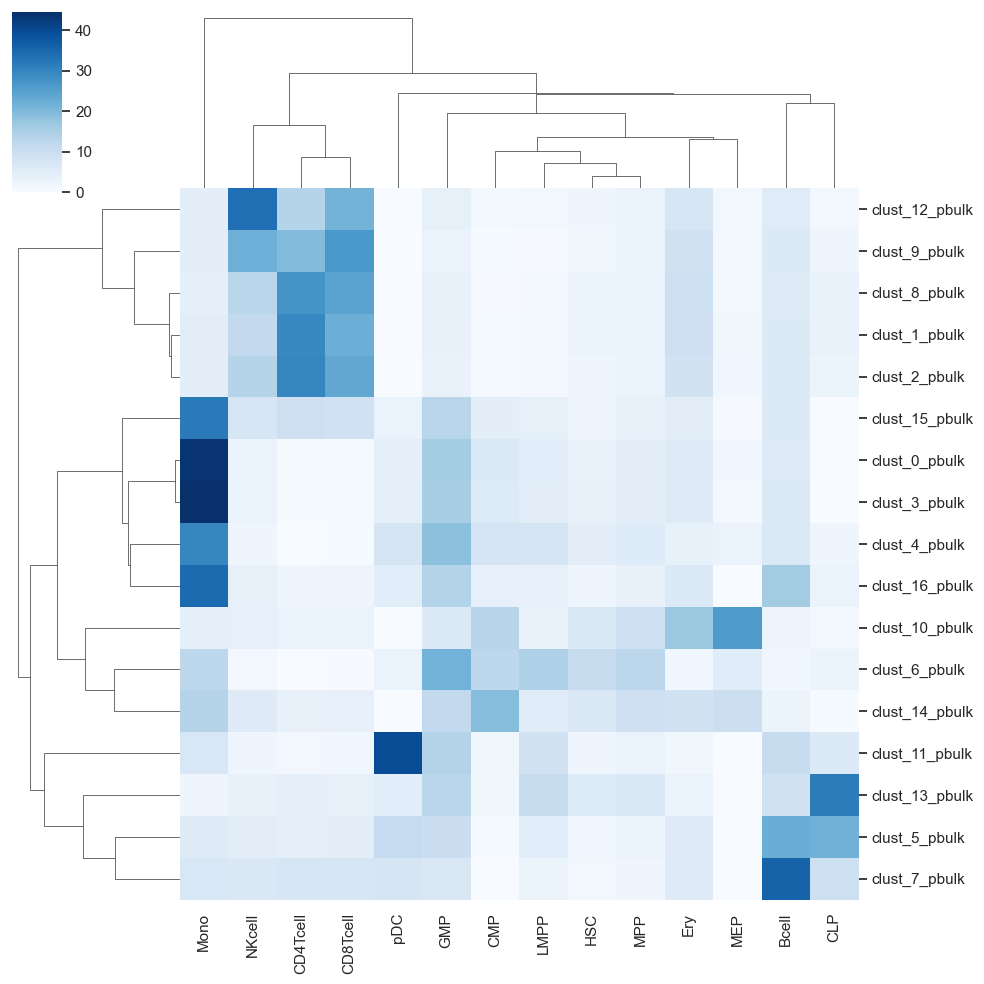 40
30
20
10
0
clust_12_pbulk
clust_9_pbulk
clust_8_pbulk
clust_1_pbulk
clust_2_pbulk
clust_15_pbulk
clust_0_pbulk
clust_3_pbulk
clust_4_pbulk
clust_16_pbulk
clust_10_pbulk
clust_6_pbulk
clust_14_pbulk
clust_11_pbulk
clust_13_pbulk
clust_5_pbulk
clust_7_pbulk
Mono
NKcell
CD4Tcell
CD8Tcell
pDC
GMP
CMP
LMPP
HSC
MPP
Ery
MEP
Bcell
CLP